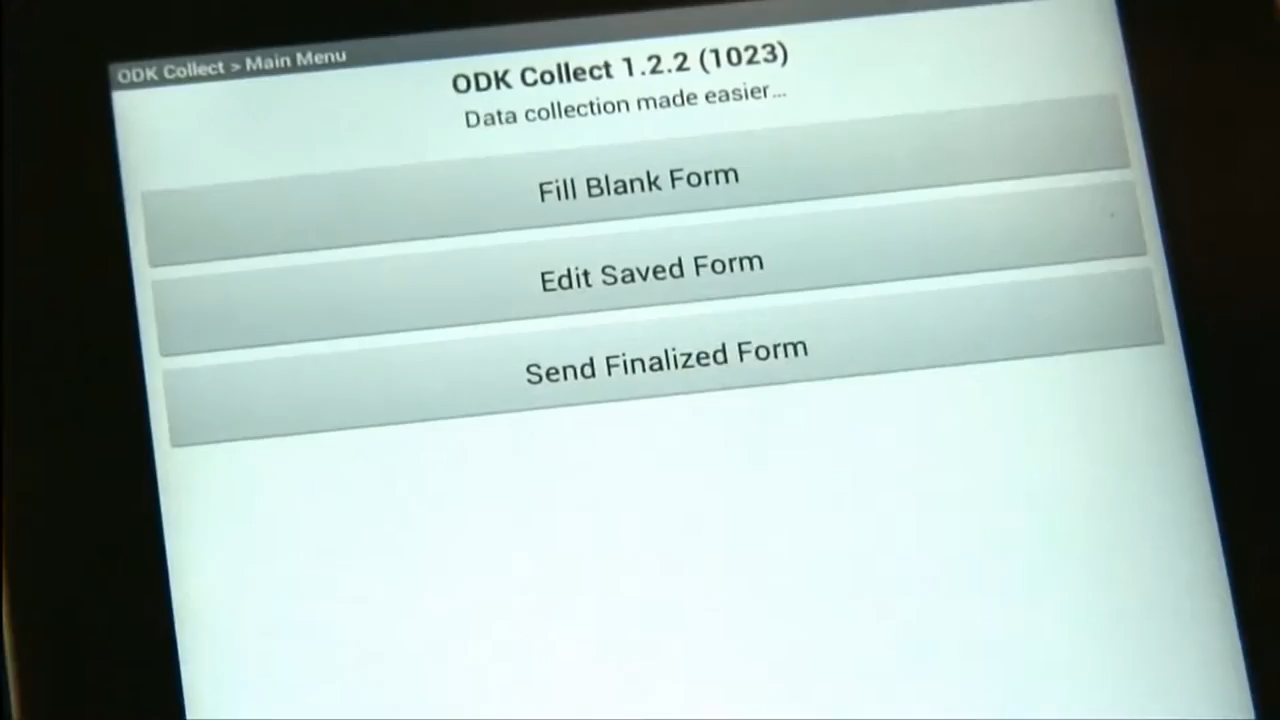 ODK Collect > Main Menu
ODK Collect 1.2.2 (1023)
Data collection made easier...
Fill Blank Form
Edit Saved Form
Send Finalized Form